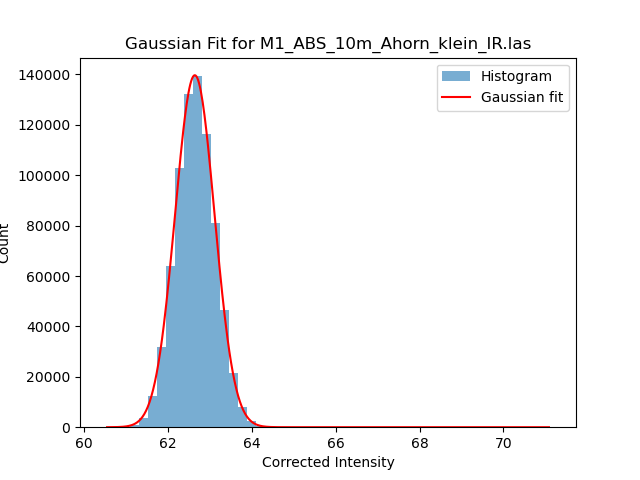 Gaussian Fit for M1_ABS_10m_Ahorn_klein_IR.las
Histogram
Gaussian fit
140000
120000
100000
80000
60000
40000
20000
0
Count
60 62 64 66 68 70
Corrected Intensity